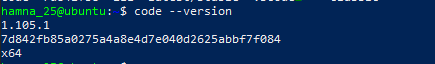 hamna_25@ubuntu: $ code --version
1.105.1
7d842fb85a0275a4a8e4d7e040d2625abbf7f084
x64